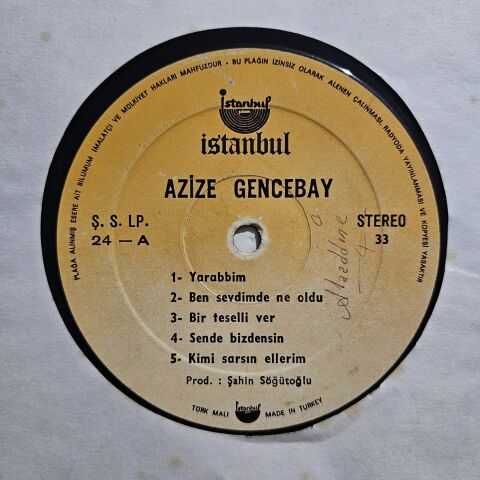 PLAĞA ALINMIŞ ESERE AİT BİLÜMUM İMALATÇI VE MÜLKİYET HAKLARI MAHFUZDUR · BU PLAĞIN İZİNSİZ OLARAK ALENEN ÇALINMASI, RADYODA YAYINLANMASI VE KOPYESİ YASAKTIR
istanbul
istanbul
AZİZE GENCEBAY
Ş. S. LP.
24 — A
STEREO
33
1- Yarabbim
2- Ben sevdimde ne oldu
3- Bir teselli ver
4- Sende bizdensin
5- Kimi sarsın ellerim
Prod. : Şahin Söğütoğlu
TÜRK MALI
istanbul
MADE IN TURKEY